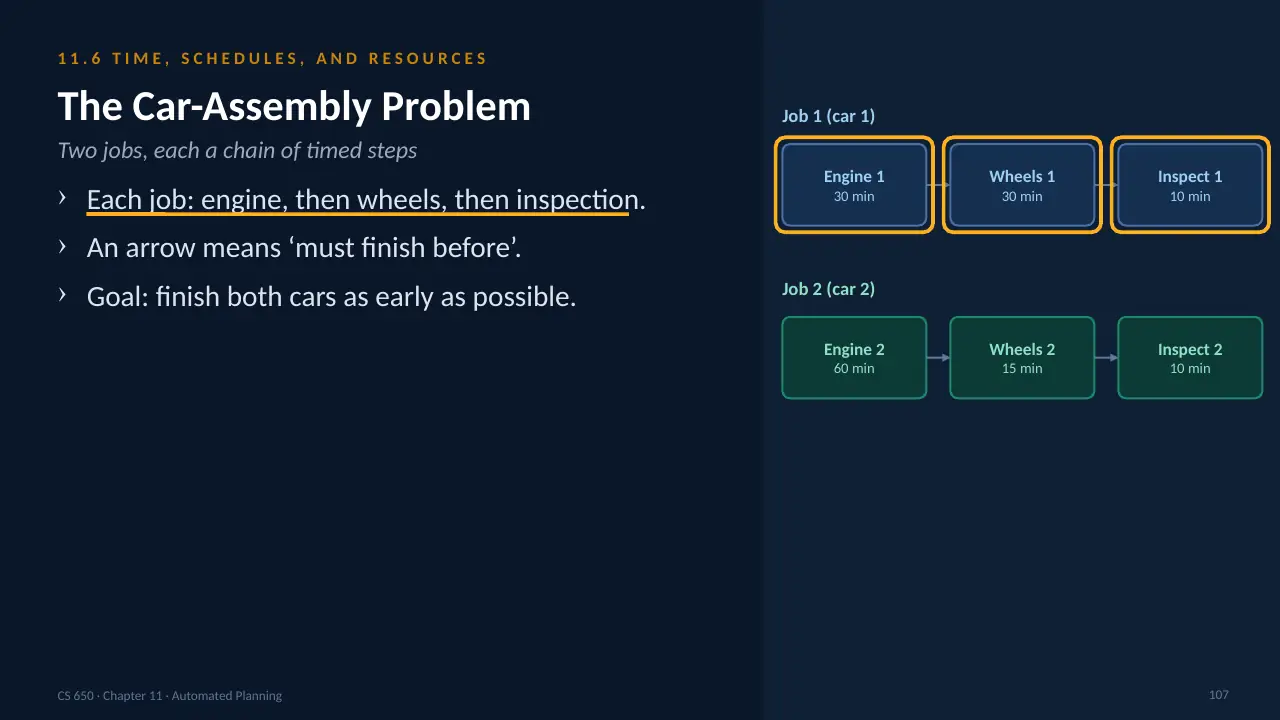 11.6 TIME, SCHEDULES, AND RESOURCES
The Car-Assembly Problem
Two jobs, each a chain of timed steps
› Each job: engine, then wheels, then inspection.
› An arrow means ‘must finish before’.
› Goal: finish both cars as early as possible.
Job 1 (car 1)
Engine 1
30 min
Wheels 1
30 min
Inspect 1
10 min
Job 2 (car 2)
Engine 2
60 min
Wheels 2
15 min
Inspect 2
10 min
CS 650 · Chapter 11 · Automated Planning
107